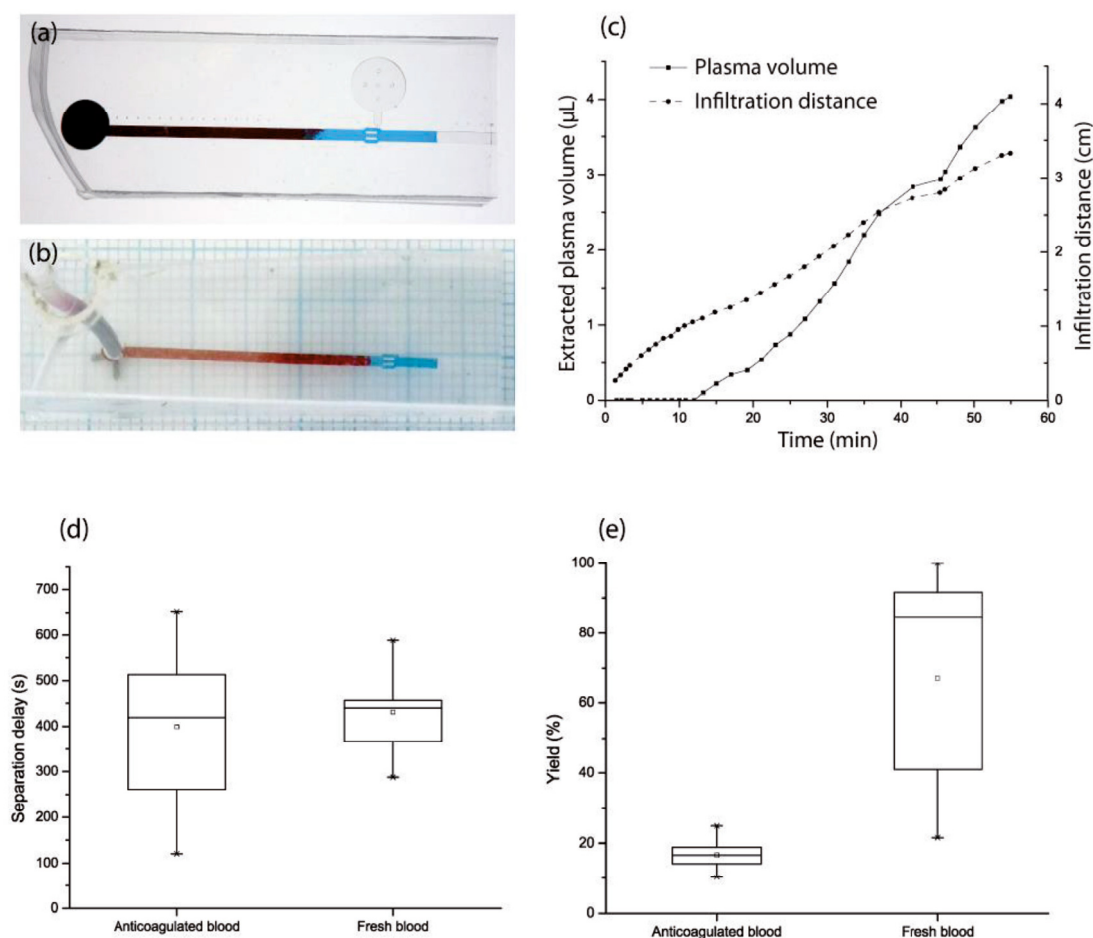 (a)
(b)
(c)
Plasma volume
Infiltration distance
4
3
2
1
0
Extracted plasma volume (µL)
4
3
2
1
0
Infiltration distance (cm)
0 10 20 30 40 50 60
Time (min)
(d)
700
600
500
400
300
200
100
0
Separation delay (s)
Anticoagulated blood Fresh blood
(e)
100
80
60
40
20
0
Yield (%)
Anticoagulated blood Fresh blood